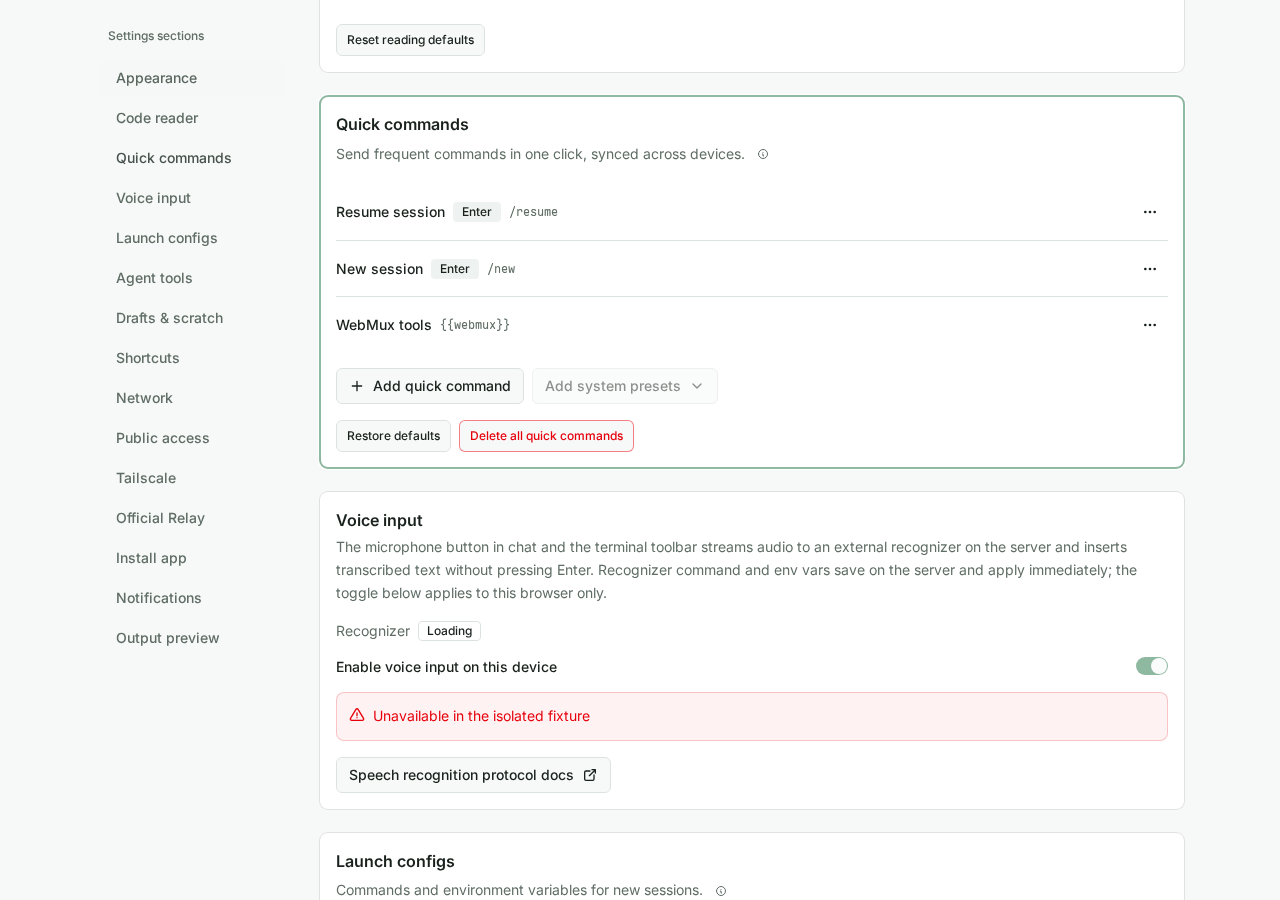 Settings sections
Appearance
Code reader
Quick commands
Voice input
Launch configs
Agent tools
Drafts & scratch
Shortcuts
Network
Public access
Tailscale
Official Relay
Install app
Notifications
Output preview
Reset reading defaults
Quick commands
Send frequent commands in one click, synced across devices.
Resume session Enter /resume
New session Enter /new
WebMux tools {{webmux}}
Add quick command Add system presets
Restore defaults Delete all quick commands
Voice input
The microphone button in chat and the terminal toolbar streams audio to an external recognizer on the server and inserts
transcribed text without pressing Enter. Recognizer command and env vars save on the server and apply immediately; the
toggle below applies to this browser only.
Recognizer Loading
Enable voice input on this device
Unavailable in the isolated fixture
Speech recognition protocol docs
Launch configs
Commands and environment variables for new sessions.